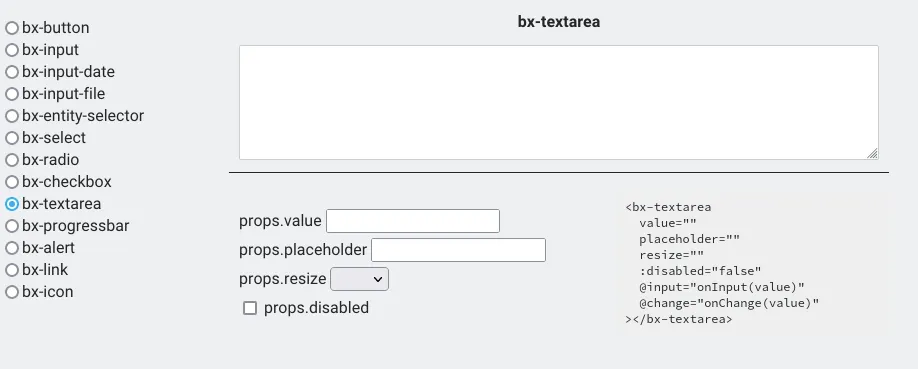 bx-button
bx-input
bx-input-date
bx-input-file
bx-entity-selector
bx-select
bx-radio
bx-checkbox
bx-textarea
bx-progressbar
bx-alert
bx-link
bx-icon
bx-textarea
props.value
props.placeholder
props.resize
props.disabled
<bx-textarea
  value=""
  placeholder=""
  resize=""
  :disabled="false"
  @input="onInput(value)"
  @change="onChange(value)"
></bx-textarea>